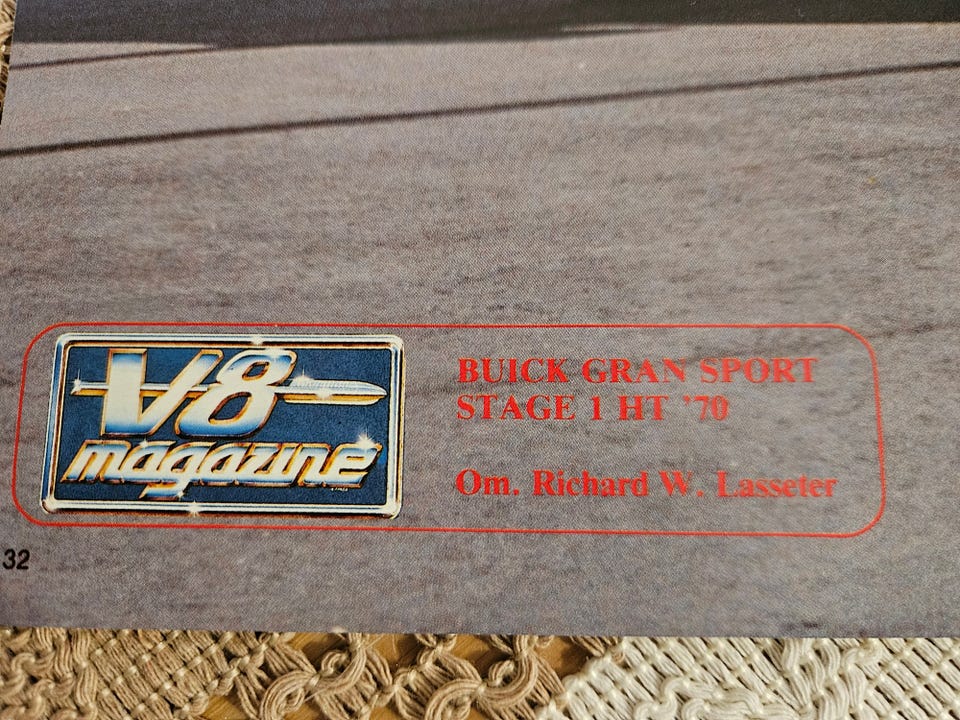 V8
magazine
BUICK GRAN SPORT
STAGE 1 HT '70
Om. Richard W. Lasseter
32